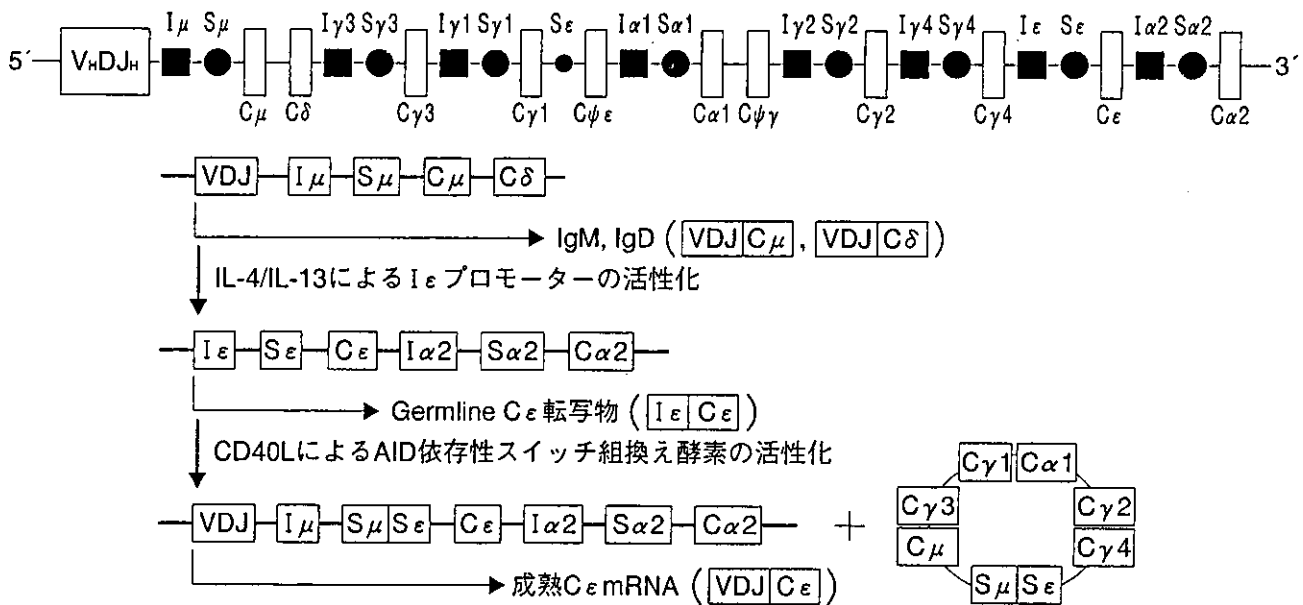 Iμ Sμ Iγ3 Sγ3 Iγ1 Sγ1 Sε Iα1 Sα1 Iγ2 Sγ2 Iγ4 Sγ4 Iε Sε Iα2 Sα2
5´ VHDJH 3´
Cμ Cδ Cγ3 Cγ1 Cψε Cα1 Cψγ Cγ2 Cγ4 Cε Cα2
VDJ Iμ Sμ Cμ Cδ
IgM, IgD ( VDJ Cμ , VDJ Cδ )
IL-4/IL-13によるIεプロモーターの活性化
Iε Sε Cε Iα2 Sα2 Cα2
Germline Cε転写物 ( Iε Cε )
CD40LによるAID依存性スイッチ組換え酵素の活性化
VDJ Iμ Sμ Sε Cε Iα2 Sα2 Cα2 +
Cγ1 Cα1
Cγ3 Cγ2
Cμ Cγ4
Sμ Sε
成熟Cε mRNA ( VDJ Cε )